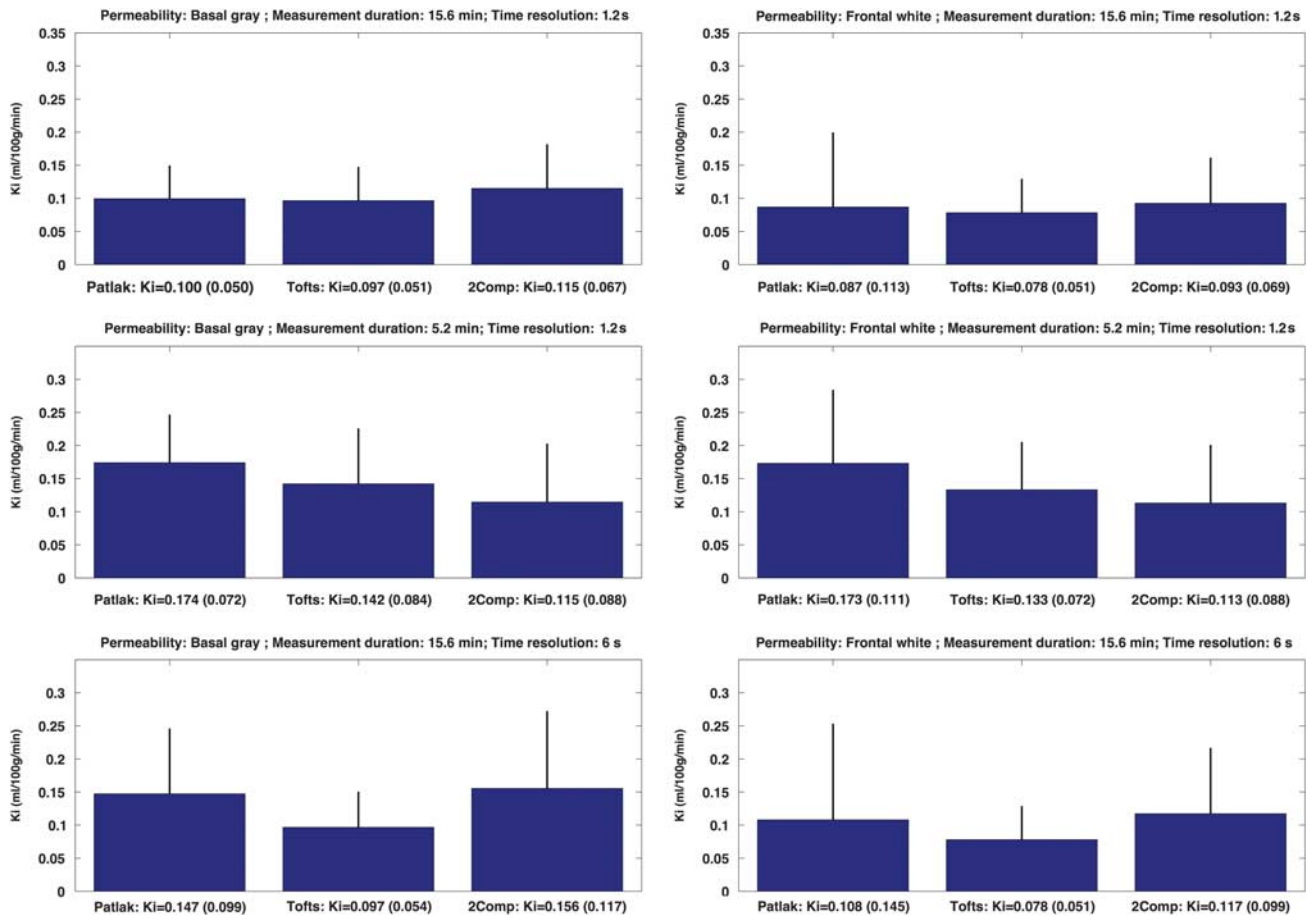 Permeability: Basal gray ; Measurement duration: 15.6 min; Time resolution: 1.2s
0.35
0.3
0.25
0.2
0.15
0.1
0.05
0
Ki (ml/100g/min)
Patlak: Ki=0.100 (0.050)
Tofts: Ki=0.097 (0.051)
2Comp: Ki=0.115 (0.067)
Permeability: Frontal white ; Measurement duration: 15.6 min; Time resolution: 1.2s
0.35
0.3
0.25
0.2
0.15
0.1
0.05
0
Ki (ml/100g/min)
Patlak: Ki=0.087 (0.113)
Tofts: Ki=0.078 (0.051)
2Comp: Ki=0.093 (0.069)
Permeability: Basal gray ; Measurement duration: 5.2 min; Time resolution: 1.2s
0.3
0.25
0.2
0.15
0.1
0.05
0
Ki (ml/100g/min)
Patlak: Ki=0.174 (0.072)
Tofts: Ki=0.142 (0.084)
2Comp: Ki=0.115 (0.088)
Permeability: Frontal white ; Measurement duration: 5.2 min; Time resolution: 1.2s
0.3
0.25
0.2
0.15
0.1
0.05
0
Ki (ml/100g/min)
Patlak: Ki=0.173 (0.111)
Tofts: Ki=0.133 (0.072)
2Comp: Ki=0.113 (0.088)
Permeability: Basal gray ; Measurement duration: 15.6 min; Time resolution: 6 s
0.3
0.25
0.2
0.15
0.1
0.05
0
Ki (ml/100g/min)
Patlak: Ki=0.147 (0.099)
Tofts: Ki=0.097 (0.054)
2Comp: Ki=0.156 (0.117)
Permeability: Frontal white ; Measurement duration: 15.6 min; Time resolution: 6 s
0.3
0.25
0.2
0.15
0.1
0.05
0
Ki (ml/100g/min)
Patlak: Ki=0.108 (0.145)
Tofts: Ki=0.078 (0.051)
2Comp: Ki=0.117 (0.099)